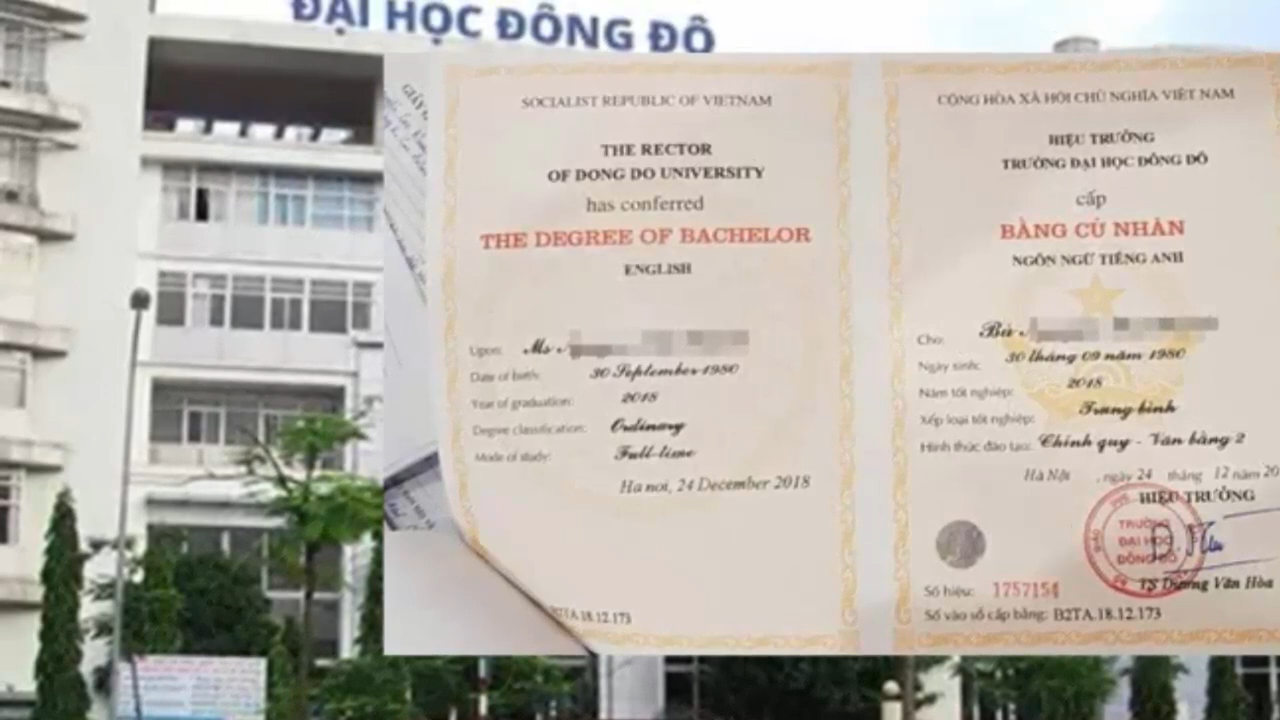 ĐẠI HỌC ĐÔNG ĐÔ
SOCIALIST REPUBLIC OF VIETNAM
THE RECTOR
OF DONG DO UNIVERSITY
has conferred
THE DEGREE OF BACHELOR
ENGLISH
Upon: Ms
Date of birth: 30 September 1980
Year of graduation: 2018
Degree classification: Ordinary
Mode of study: Full-time
Ha noi, 24 December 2018
B2TA.18.12.173
CỘNG HÒA XÃ HỘI CHỦ NGHĨA VIỆT NAM
HIỆU TRƯỞNG
TRƯỜNG ĐẠI HỌC ĐÔNG ĐÔ
cấp
BẰNG CỬ NHÂN
NGÔN NGỮ TIẾNG ANH
Cho: Bà
Ngày sinh: 30 tháng 09 năm 1980
Năm tốt nghiệp: 2018
Xếp loại tốt nghiệp: Trung bình
Hình thức đào tạo: Chính quy - Văn bằng 2
Hà Nội, ngày 24 tháng 12 năm 20
HIỆU TRƯỞNG
TRƯỜNG
ĐẠI HỌC
ĐÔNG ĐÔ
TS Dương Văn Hòa
Số hiệu: 1757154
Số vào sổ cấp bằng: B2TA.18.12.173